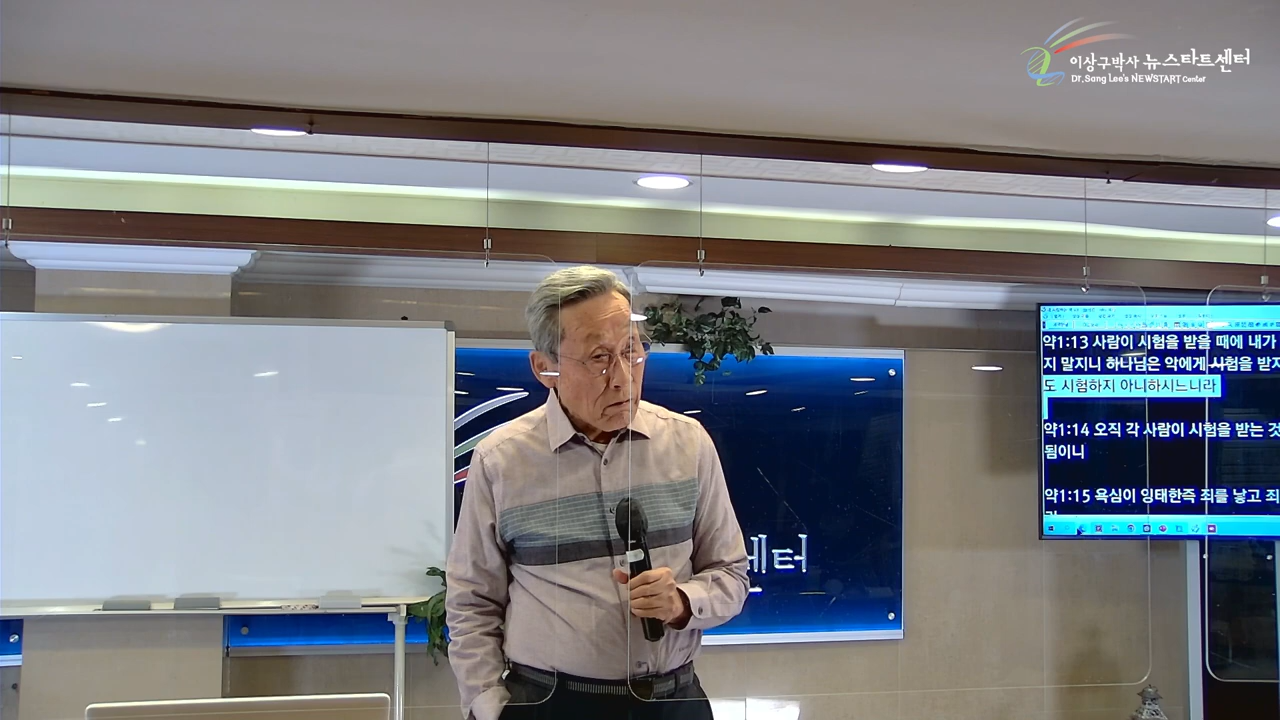 이상구박사 뉴스타트센터
Dr. Sang Lee's NEWSTART Center
약1:13 사람이 시험을 받을 때에 내가
지 말지니 하나님은 악에게 시험을 받지
도 시험하지 아니하시느니라
약1:14 오직 각 사람이 시험을 받는 것
됨이니
약1:15 욕심이 잉태한즉 죄를 낳고 죄
센터